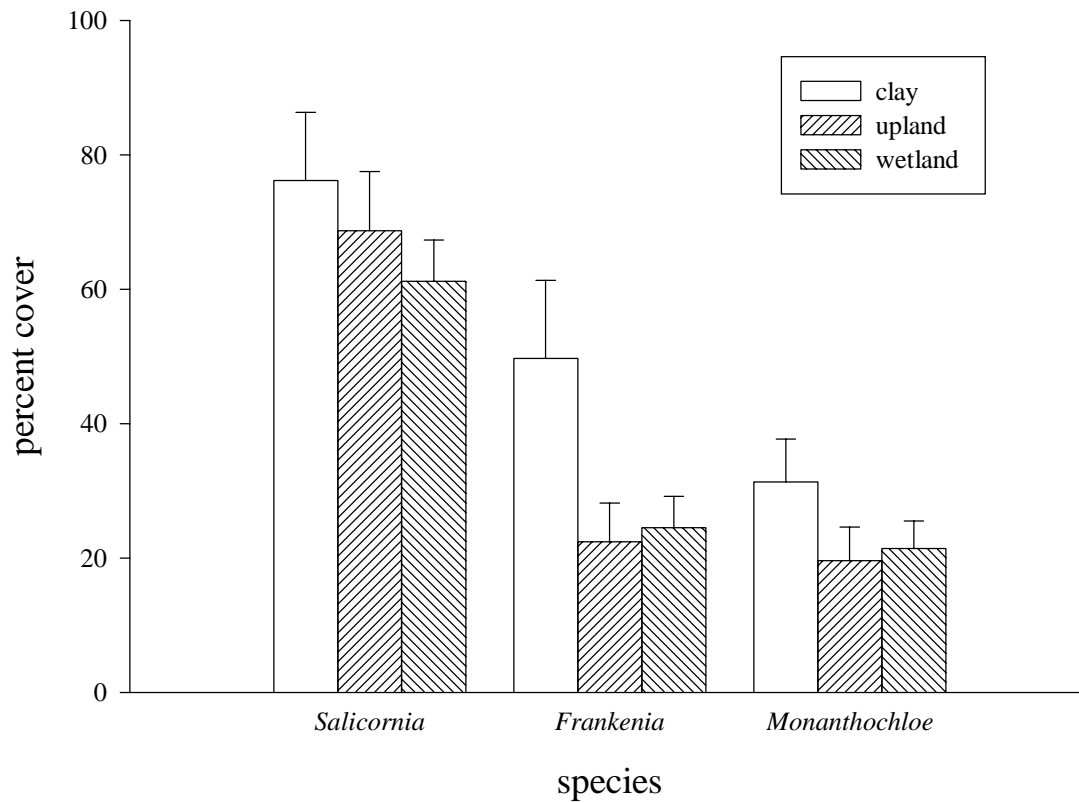 100
80
60
40
20
0
percent cover
clay
upland
wetland
Salicornia Frankenia Monanthochloe
species